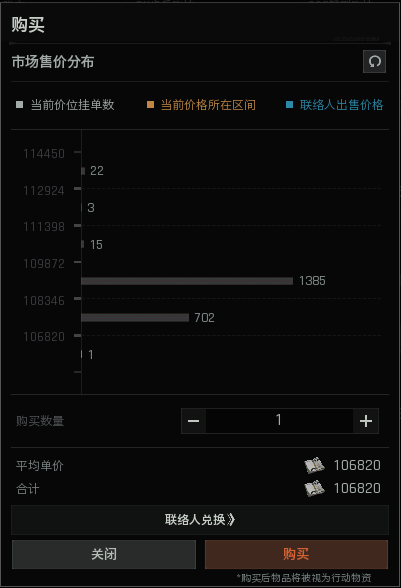 购买
市场售价分布
当前价位挂单数 当前价格所在区间 联络人出售价格
114450
22
112924
3
111398
15
109872
1385
108346
702
106820
1
购买数量 1
平均单价 106820
合计 106820
联络人兑换
关闭 购买
*购买后物品将被视为行动物资